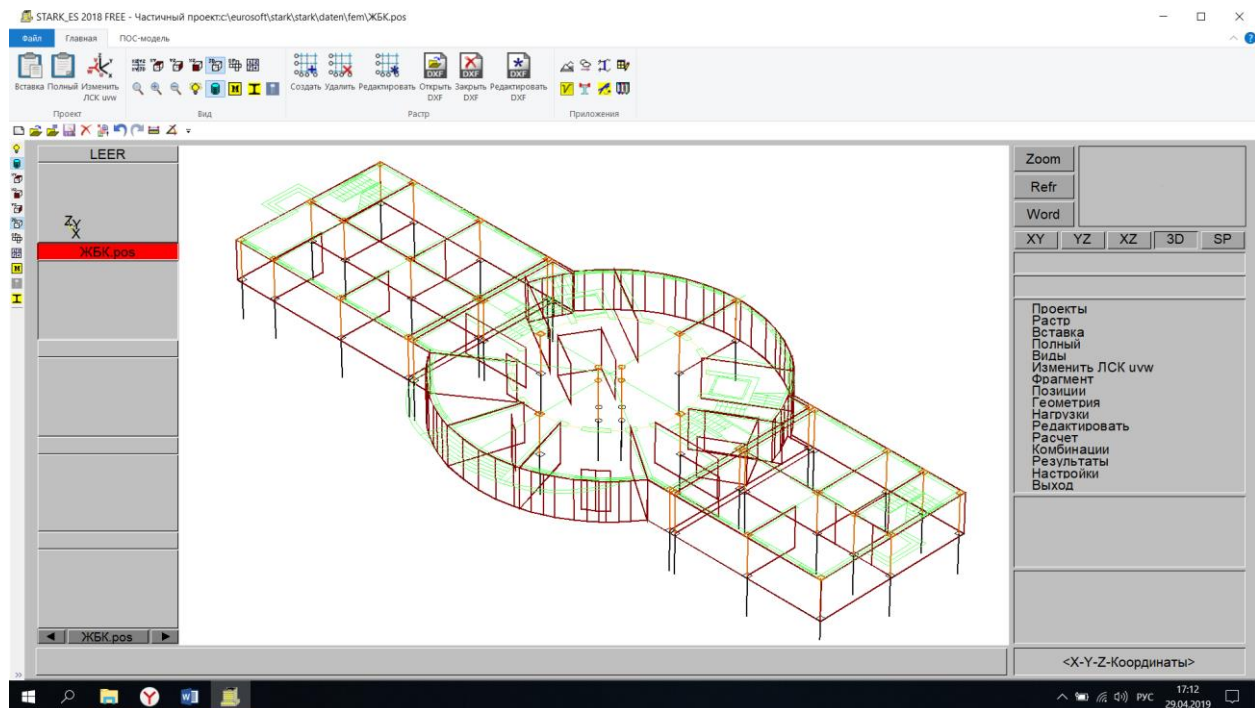 STARK_ES 2018 FREE - Частичный проект:c:\eurosoft\stark\stark\daten\fem\ЖБК.pos
Файл Главная ПОС-модель
Вставка Полный Изменить ЛСК uvw
Создать Удалить Редактировать Открыть DXF Закрыть DXF Редактировать DXF
Проект Вид Растр Приложения
LEER
Z Y
X
ЖБК.pos
ЖБК.pos
Zoom
Refr
Word
XY YZ XZ 3D SP
Проекты
Растр
Вставка
Полный
Виды
Изменить ЛСК uvw
Фрагмент
Позиции
Геометрия
Нагрузки
Редактировать
Расчет
Комбинации
Результаты
Настройки
Выход
<X-Y-Z-Координаты>
РУС
17:12
29.04.2019